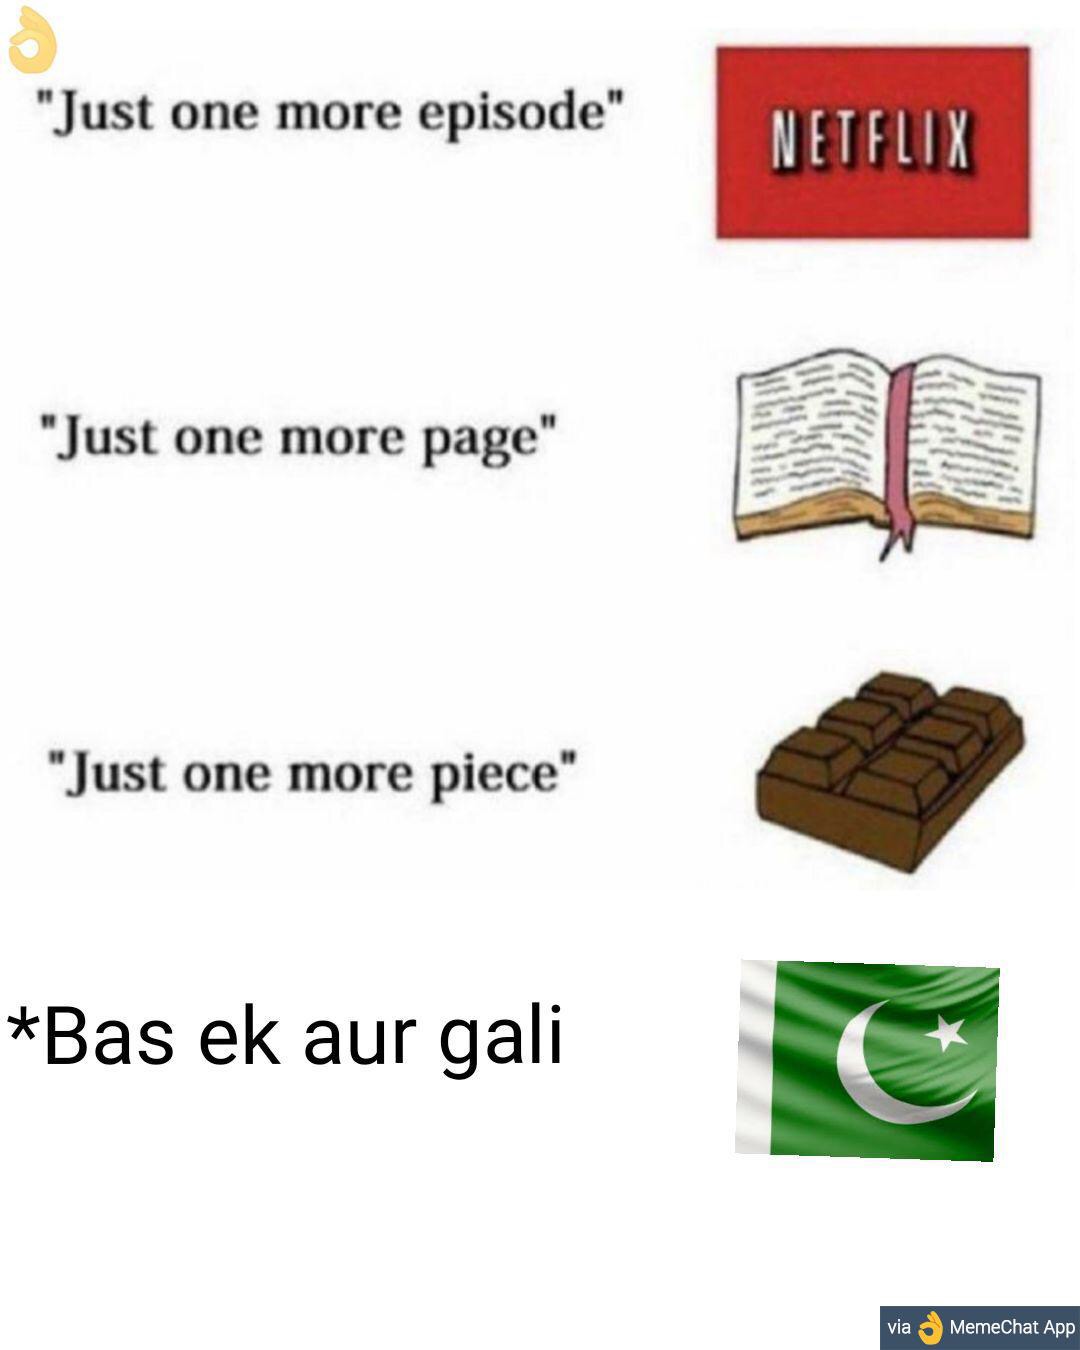 "Just one more episode"
NETFLIX
"Just one more page"
"Just one more piece"
*Bas ek aur gali
via 👌 MemeChat App